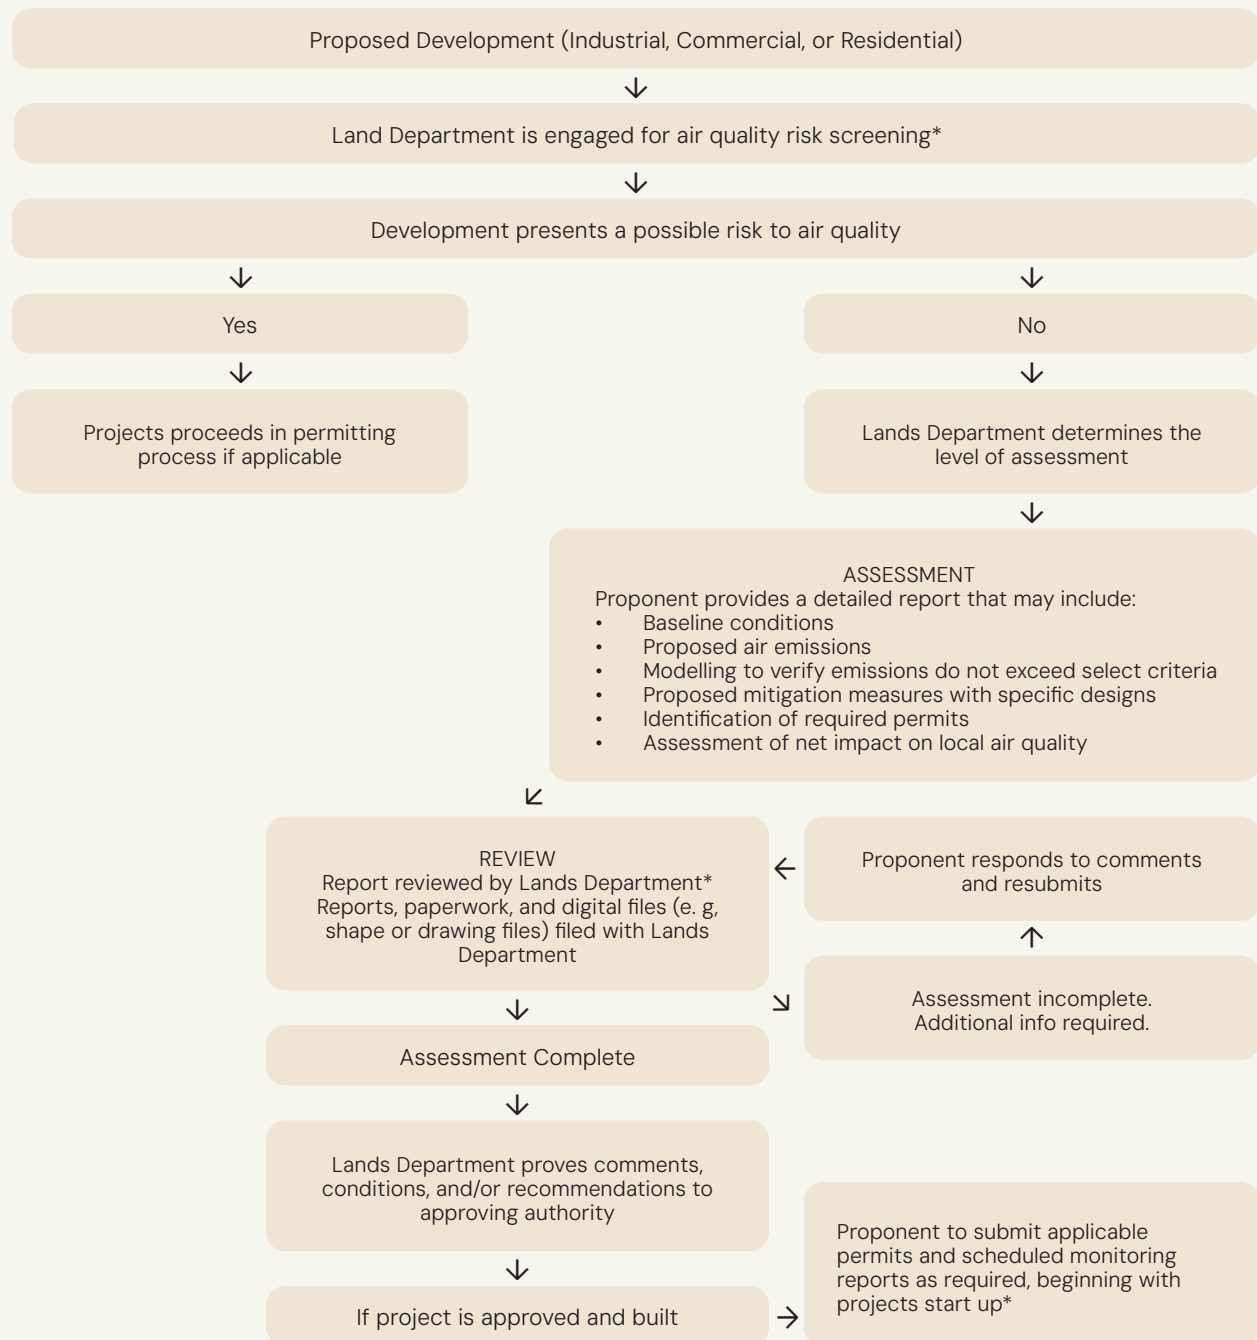 Proposed Development (Industrial, Commercial, or Residential)
Land Department is engaged for air quality risk screening*
Development presents a possible risk to air quality
Yes
No
Projects proceeds in permitting
process if applicable
Lands Department determines the
level of assessment
ASSESSMENT
Proponent provides a detailed report that may include:
• Baseline conditions
• Proposed air emissions
• Modelling to verify emissions do not exceed select criteria
• Proposed mitigation measures with specific designs
• Identification of required permits
• Assessment of net impact on local air quality
REVIEW
Report reviewed by Lands Department*
Reports, paperwork, and digital files (e. g,
shape or drawing files) filed with Lands
Department
Proponent responds to comments
and resubmits
Assessment incomplete.
Additional info required.
Assessment Complete
Lands Department proves comments,
conditions, and/or recommendations to
approving authority
If project is approved and built
Proponent to submit applicable
permits and scheduled monitoring
reports as required, beginning with
projects start up*